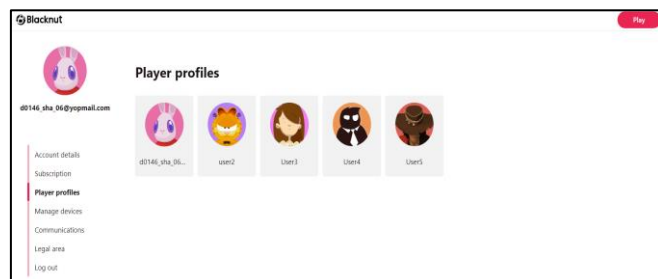 Blacknut
Play
d0146_sha_06@yopmail.com
Player profiles
d0146_sha_06...
user2
User3
User4
User5
Account details
Subscription
Player profiles
Manage devices
Communications
Legal area
Log out